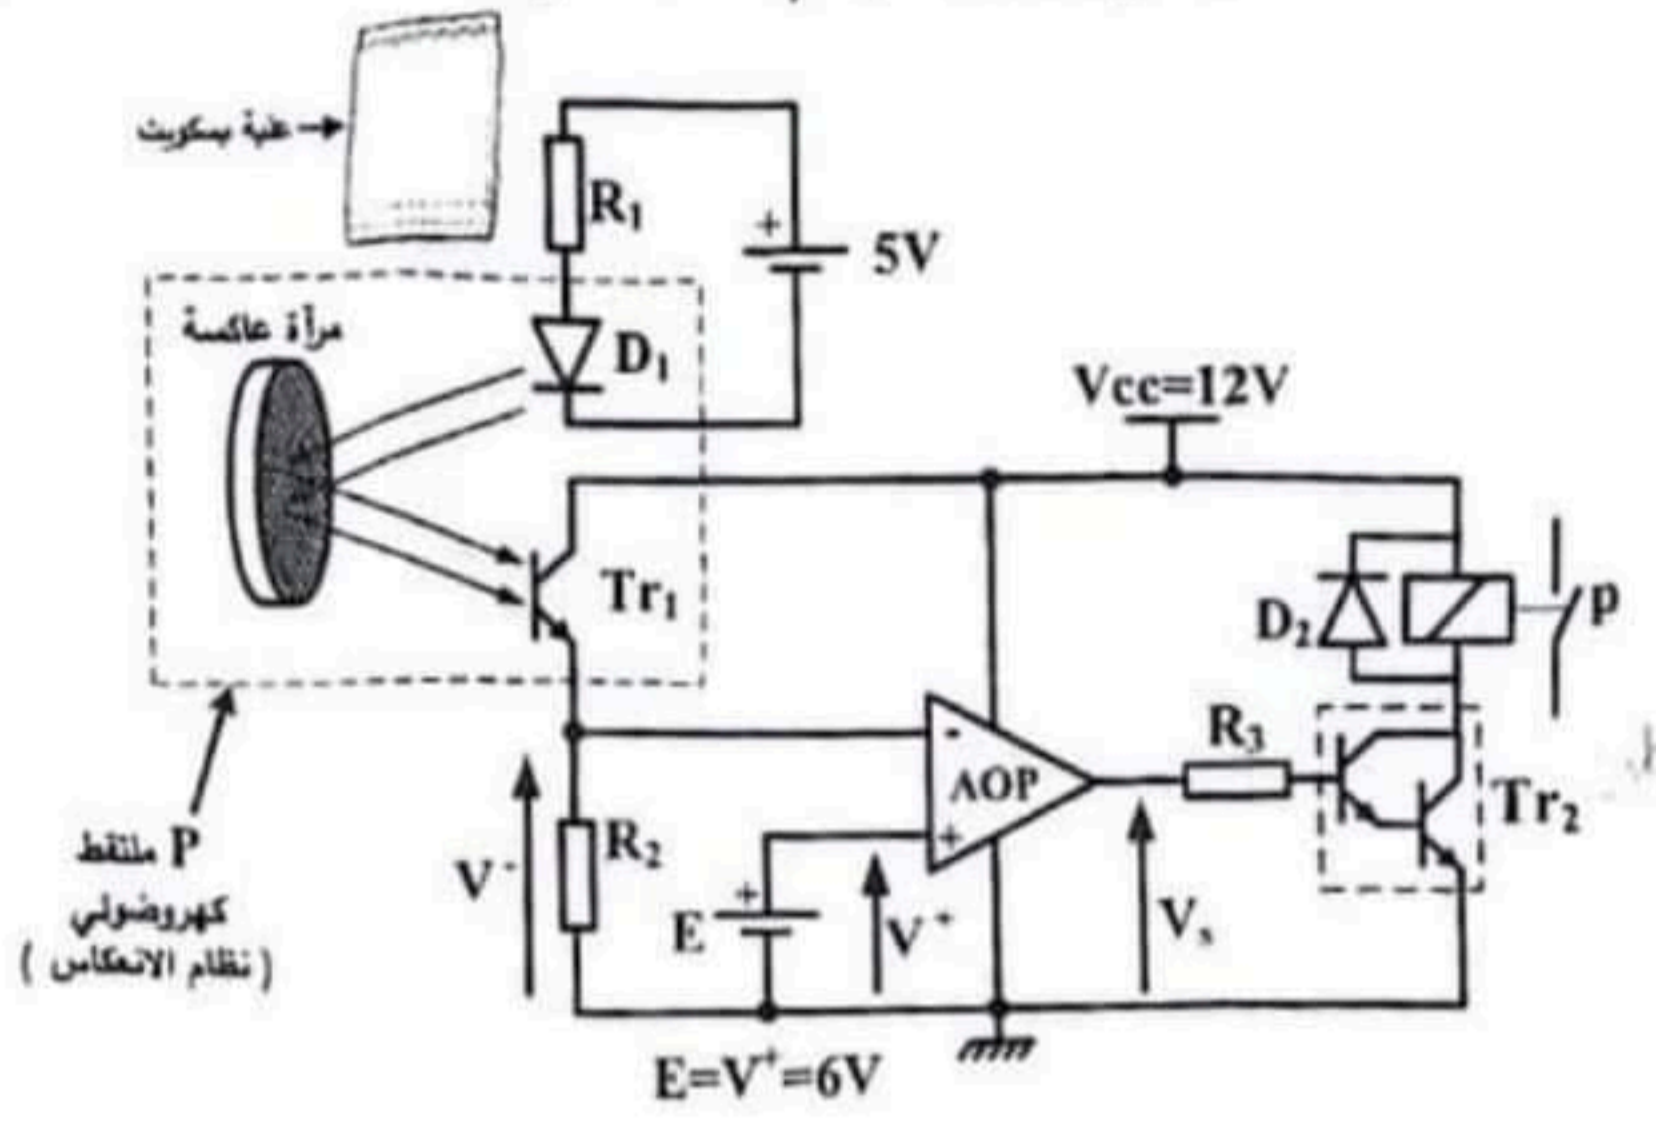 علبة بسكويت
R₁
+
5V
مرآة عاكسة
D₁
Vcc=12V
Tr₁
D₂
p
-
AOP
+
R₃
Tr₂
ملتقط P
كهروضوئي
( نظام الانعكاس )
V⁻
R₂
+
E
V⁺
Vₛ
E=V⁺=6V